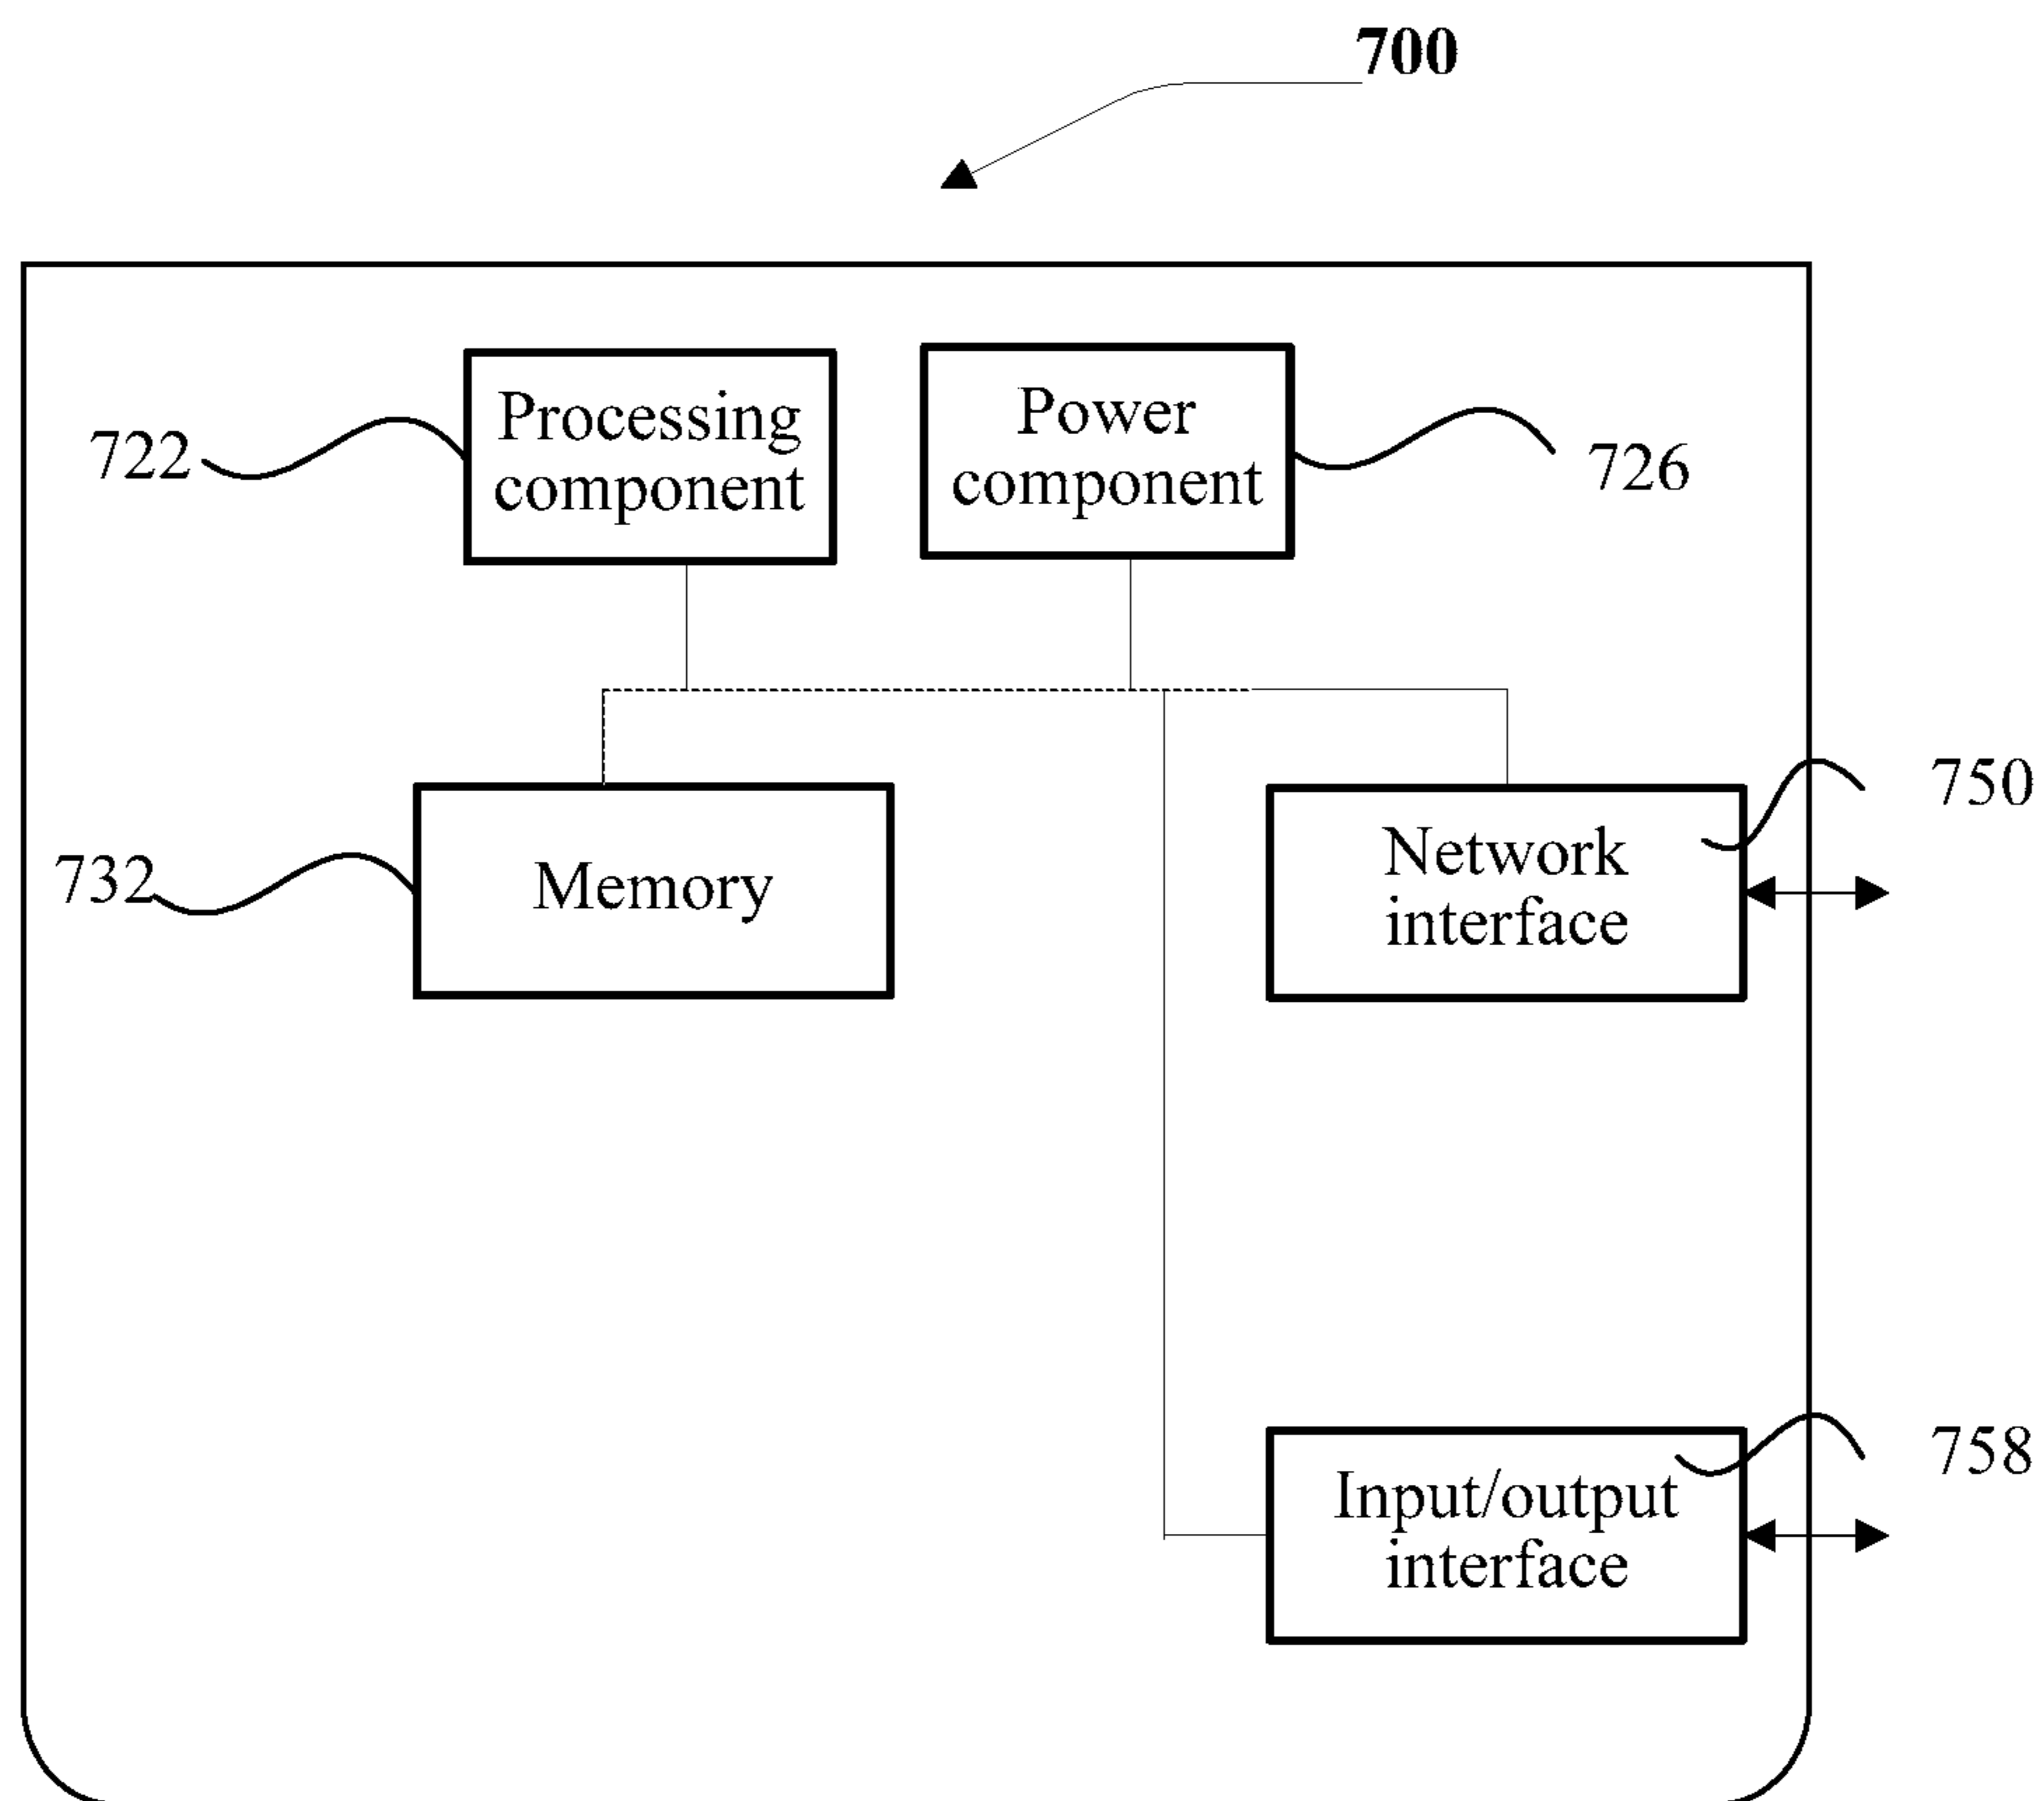 700
Processing
component
722
Power
component
726
Memory
732
Network
interface
750
Input/output
interface
758